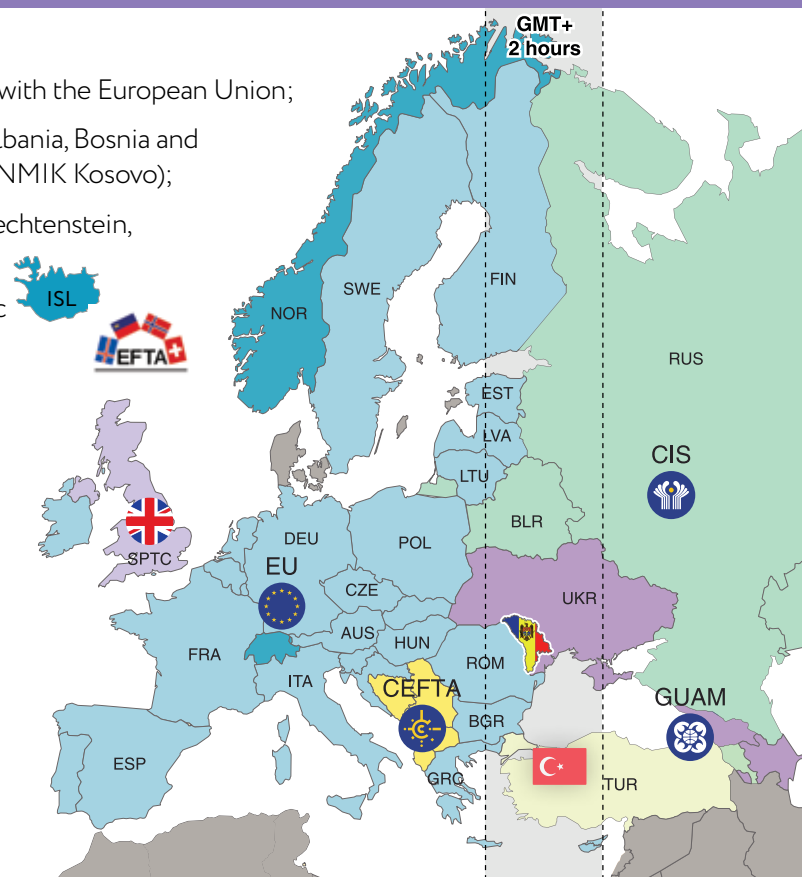 GMT+
2 hours
with the European Union;
lbania, Bosnia and
NMIK Kosovo);
echtenstein,
c
ISL
EFTA
NOR
SWE
FIN
RUS
EST
LVA
LTU
CIS
BLR
SPTC
DEU
POL
EU
CZE
UKR
AUS
HUN
FRA
ROM
ITA
CEFTA
GUAM
BGR
ESP
GRC
TUR